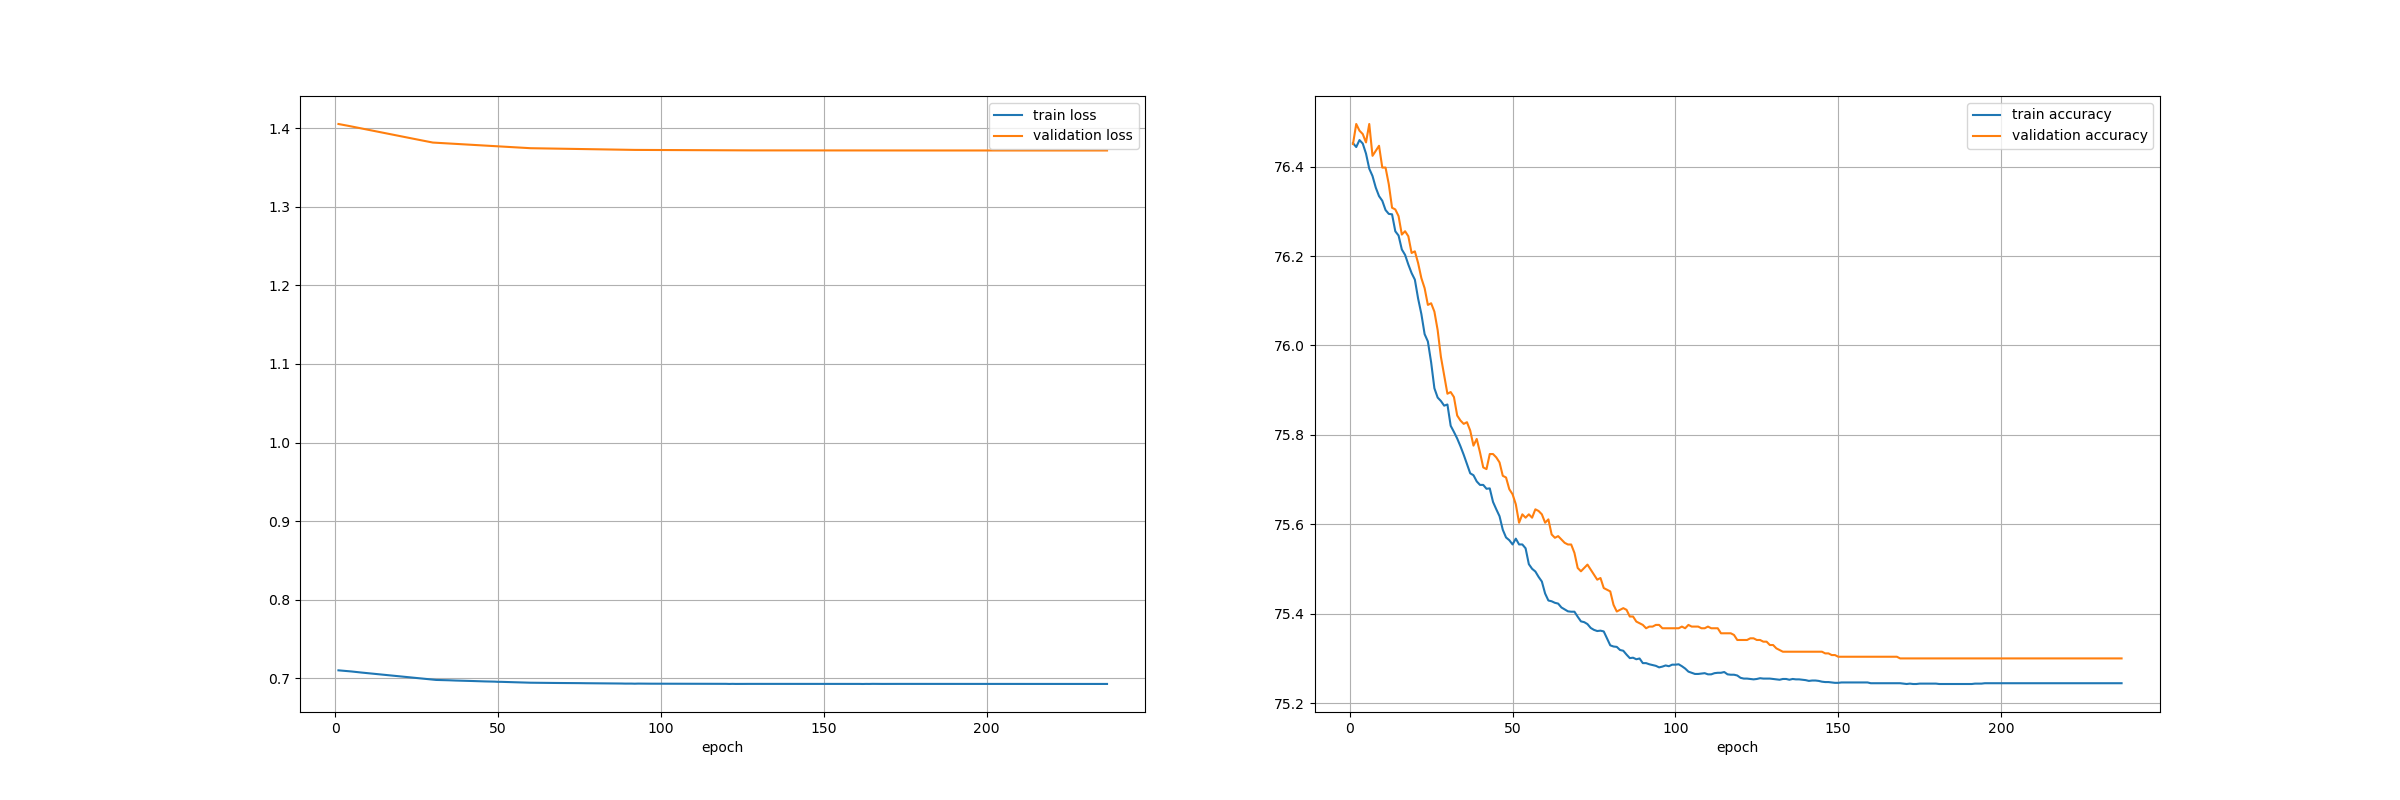 train loss
validation loss
1.4
1.3
1.2
1.1
1.0
0.9
0.8
0.7
0 50 100 150 200
epoch
train accuracy
validation accuracy
76.4
76.2
76.0
75.8
75.6
75.4
75.2
0 50 100 150 200
epoch